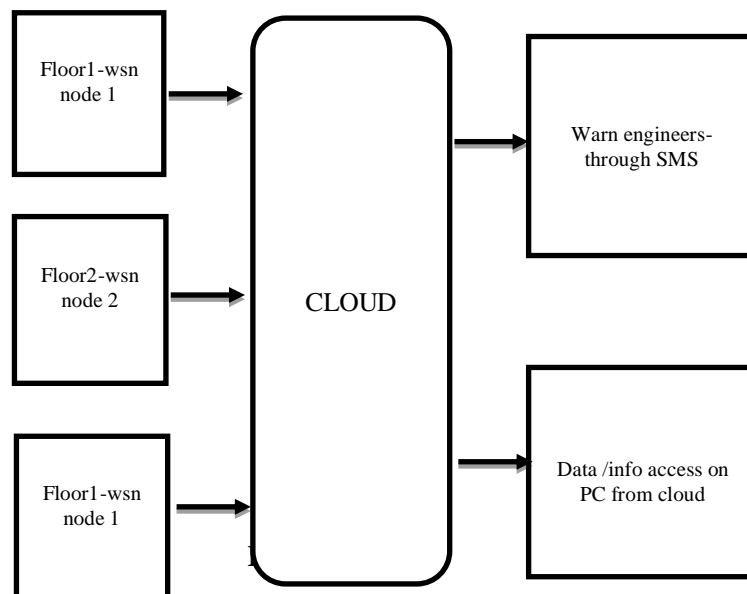 Floor1-wsn
node 1
Floor2-wsn
node 2
Floor1-wsn
node 1
CLOUD
Warn engineers-
through SMS
Data /info access on
PC from cloud